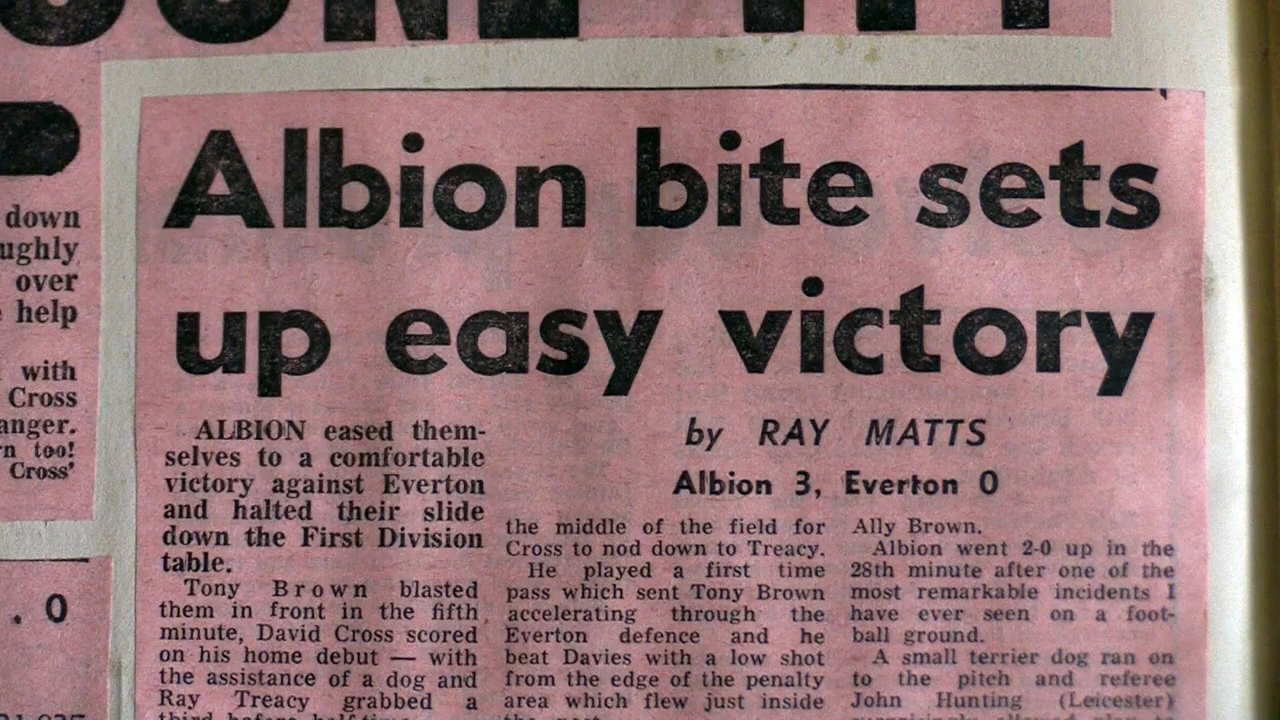 down
ughly
over
help
with
Cross
anger.
too!
Cross'
. 0
Albion bite sets
up easy victory
by RAY MATTS
Albion 3, Everton 0
ALBION eased them-
selves to a comfortable
victory against Everton
and halted their slide
down the First Division
table.
Tony Brown blasted
them in front in the fifth
minute, David Cross scored
on his home debut — with
the assistance of a dog and
Ray Treacy grabbed a
third before half-time
the middle of the field for
Cross to nod down to Treacy.
He played a first time
pass which sent Tony Brown
accelerating through the
Everton defence and he
beat Davies with a low shot
from the edge of the penalty
area which flew just inside
the post.
Ally Brown.
Albion went 2-0 up in the
28th minute after one of the
most remarkable incidents I
have ever seen on a foot-
ball ground.
A small terrier dog ran on
to the pitch and referee
John Hunting (Leicester)